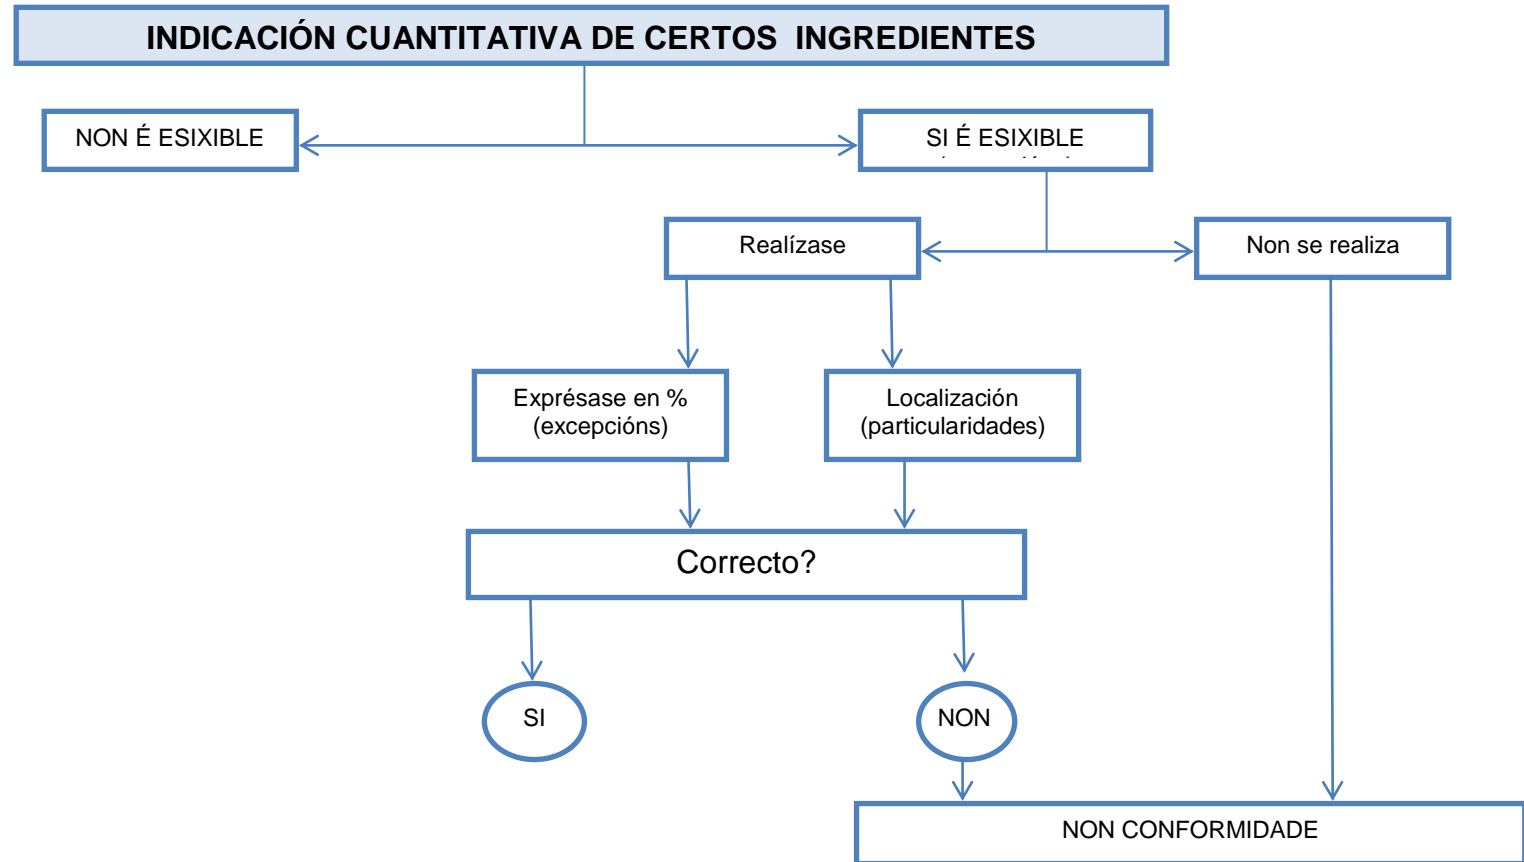 INDICACIÓN CUANTITATIVA DE CERTOS INGREDIENTES
NON É ESIXIBLE
SI É ESIXIBLE
Realízase
Non se realiza
Exprésase en %
(excepcións)
Localización
(particularidades)
Correcto?
SI
NON
NON CONFORMIDADE